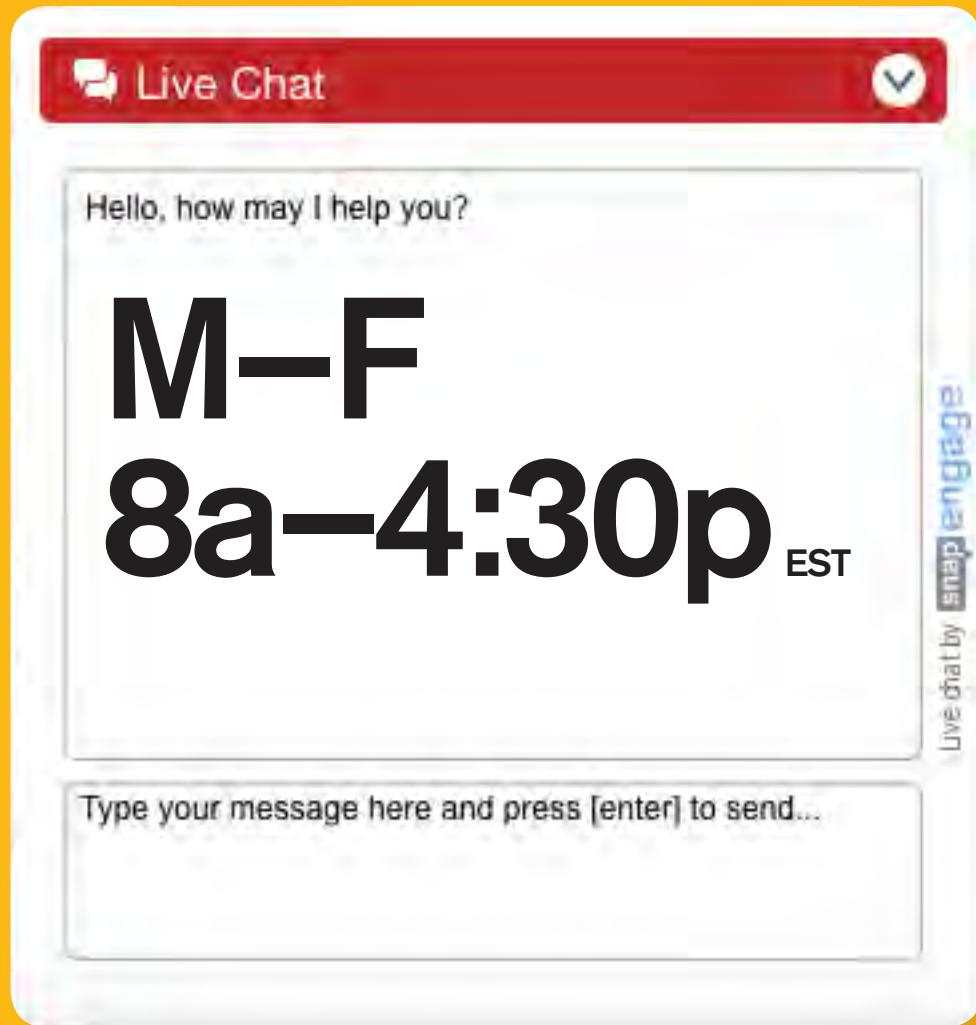 Live Chat
Hello, how may I help you?
M–F
8a–4:30p EST
Type your message here and press [enter] to send...
Live chat by snapengage